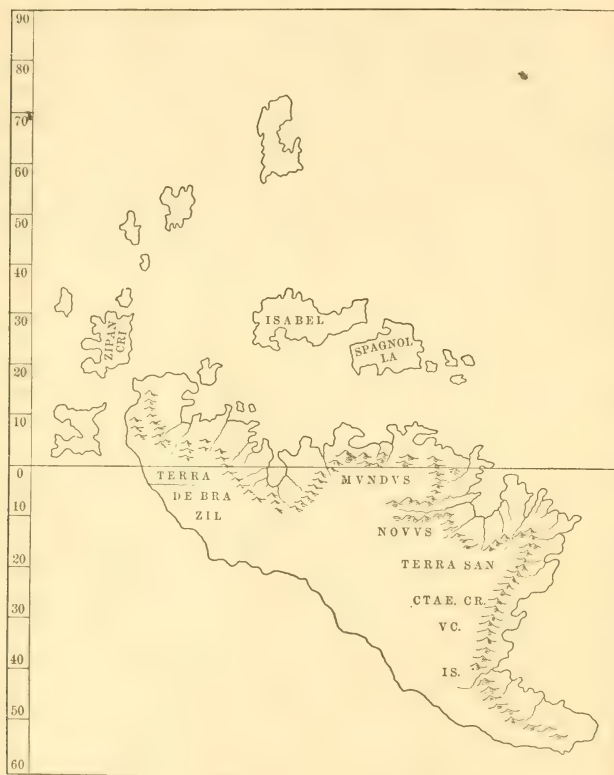 90
80
70
60
50
40
30
20
10
0
10
20
30
40
50
60
ISABEL
ZIPAN
CRI
SPAGNOL
LA
TERRA
DE BRA
ZIL
MVNDVS
NOVVS
TERRA SAN
CTAE. CR.
VC.
IS.